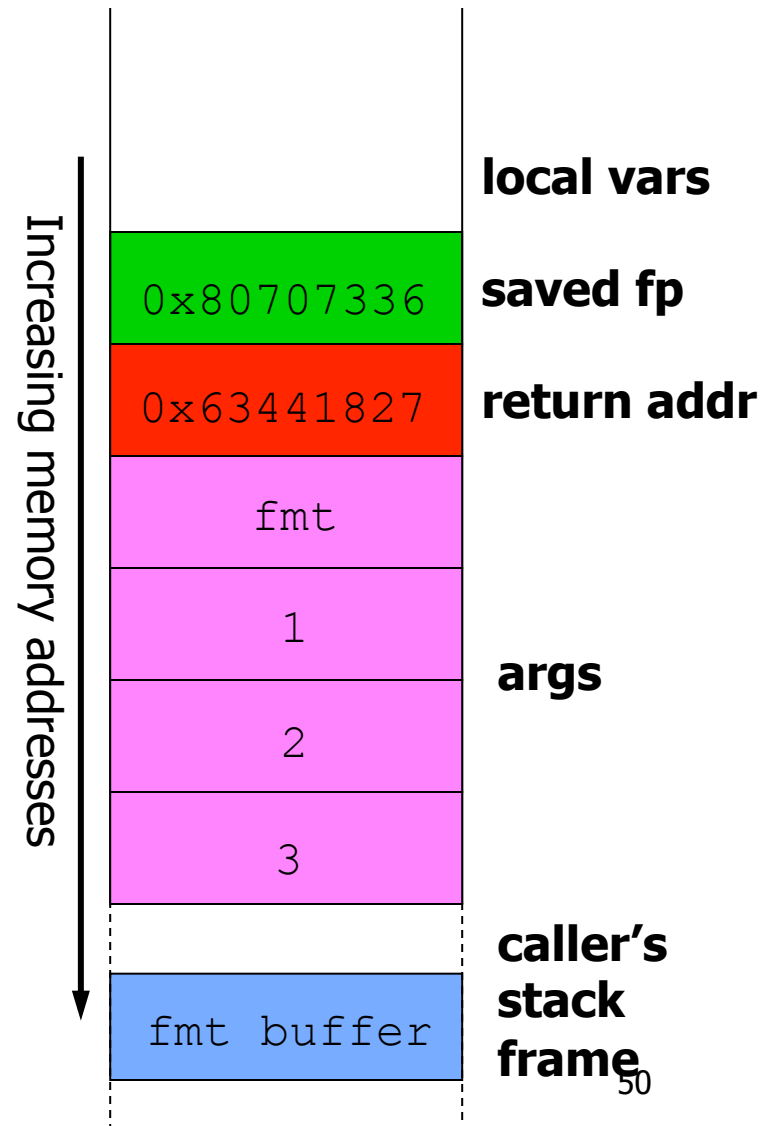 Increasing memory addresses
local vars
0x80707336
saved fp
0x63441827
return addr
fmt
1
args
2
3
caller’s
stack
frame
fmt buffer
50